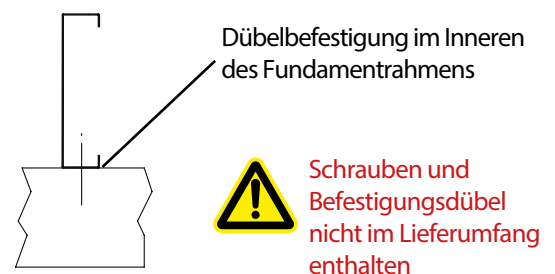 Dübelbefestigung im Inneren
des Fundamentrahmens
Schrauben und
Befestigungsdübel
nicht im Lieferumfang
enthalten